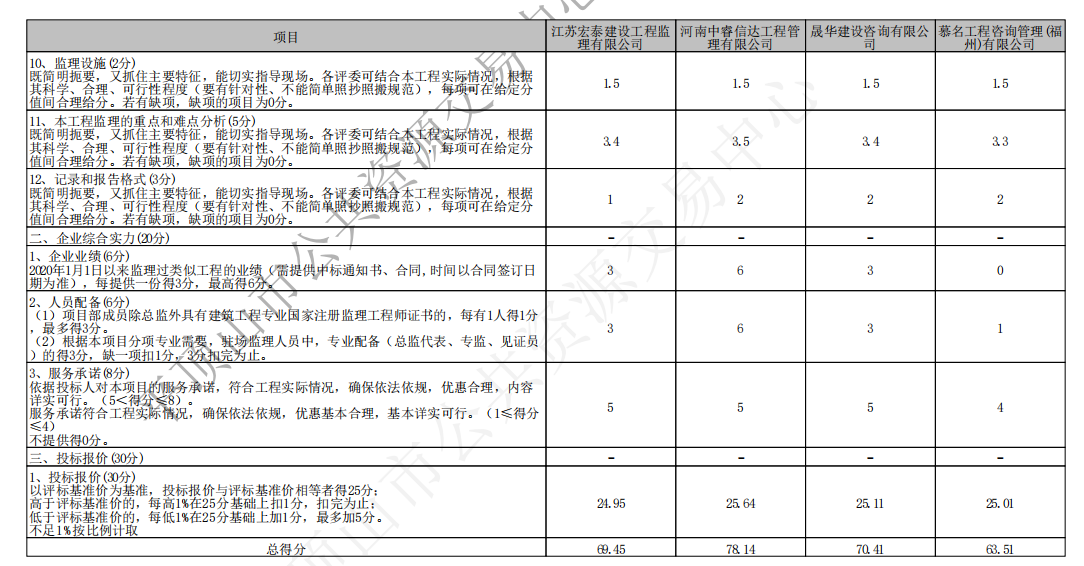 项目
江苏宏泰建设工程监
理有限公司
河南中睿信达工程管
理有限公司
晟华建设咨询有限公
司
慕名工程咨询管理(福
州)有限公司
10、监理设施(2分)
既简明扼要，又抓住主要特征，能切实指导现场。各评委可结合本工程实际情况，根据
其科学、合理、可行性程度（要有针对性、不能简单照抄照搬规范），每项可在给定分
值间合理给分。若有缺项，缺项的项目为0分。
1.5
1.5
1.5
1.5
11、本工程监理的重点和难点分析(5分)
既简明扼要，又抓住主要特征，能切实指导现场。各评委可结合本工程实际情况，根据
其科学、合理、可行性程度（要有针对性、不能简单照抄照搬规范），每项可在给定分
值间合理给分。若有缺项，缺项的项目为0分。
3.4
3.5
3.4
3.3
12、记录和报告格式(3分)
既简明扼要，又抓住主要特征，能切实指导现场。各评委可结合本工程实际情况，根据
其科学、合理、可行性程度（要有针对性、不能简单照抄照搬规范），每项可在给定分
值间合理给分。若有缺项，缺项的项目为0分。
1
2
2
2
二、企业综合实力(20分)
-
-
-
-
1、企业业绩(6分)
2020年1月1日以来监理过类似工程的业绩（需提供中标通知书、合同,时间以合同签订日
期为准），每提供一份得3分，最高得6分。
3
6
3
0
2、人员配备(6分)
（1）项目部成员除总监外具有建筑工程专业国家注册监理工程师证书的，每有1人得1分
，最多得3分。
（2）根据本项目分项专业需要，驻场监理人员中，专业配备（总监代表、专监、见证员
）的得3分，缺一项扣1分，3分扣完为止。
3
6
3
1
3、服务承诺(8分)
依据投标人对本项目的服务承诺，符合工程实际情况，确保依法依规，优惠合理，内容
详实可行。（5＜得分≤8）。
服务承诺符合工程实际情况，确保依法依规，优惠基本合理，基本详实可行。（1≤得分
≤4）
不提供得0分。
5
5
5
4
三、投标报价(30分)
-
-
-
-
1、投标报价(30分)
以评标基准价为基准，投标报价与评标基准价相等者得25分；
高于评标基准价的，每高1%在25分基础上扣1分，扣完为止；
低于评标基准价的，每低1%在25分基础上加1分，最多加5分。
不足1%按比例计取
24.95
25.64
25.11
25.01
总得分
69.45
78.14
70.41
63.51
平顶山市公共资源交易中心
平顶山市公共资源交易中心